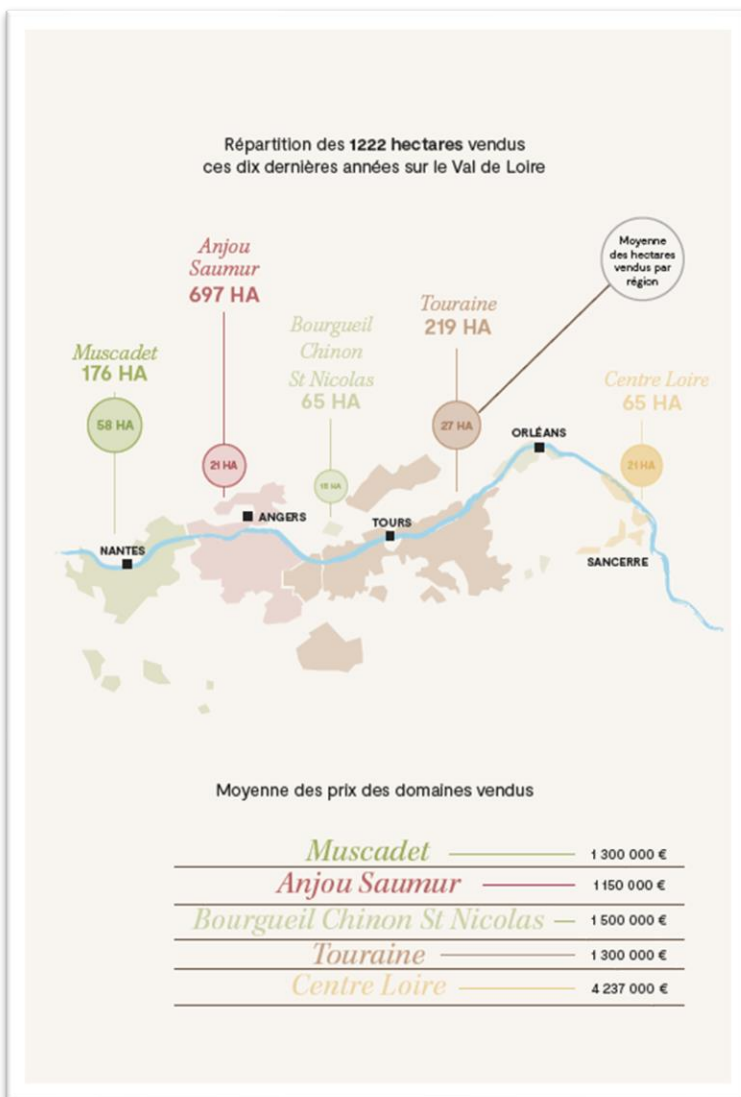 Répartition des 1222 hectares vendus
ces dix dernières années sur le Val de Loire
Moyenne
des hectares
vendus par
région
Anjou
Saumur
697 HA
Touraine
219 HA
Bourgueil
Chinon
St Nicolas
65 HA
Muscadet
176 HA
Centre Loire
65 HA
58 HA
27 HA
21 HA
21 HA
ORLÉANS
ANGERS
TOURS
NANTES
SANCERRE
Moyenne des prix des domaines vendus
Muscadet 1 300 000 €
Anjou Saumur 1 150 000 €
Bourgueil Chinon St Nicolas 1 500 000 €
Touraine 1 300 000 €
Centre Loire 4 237 000 €